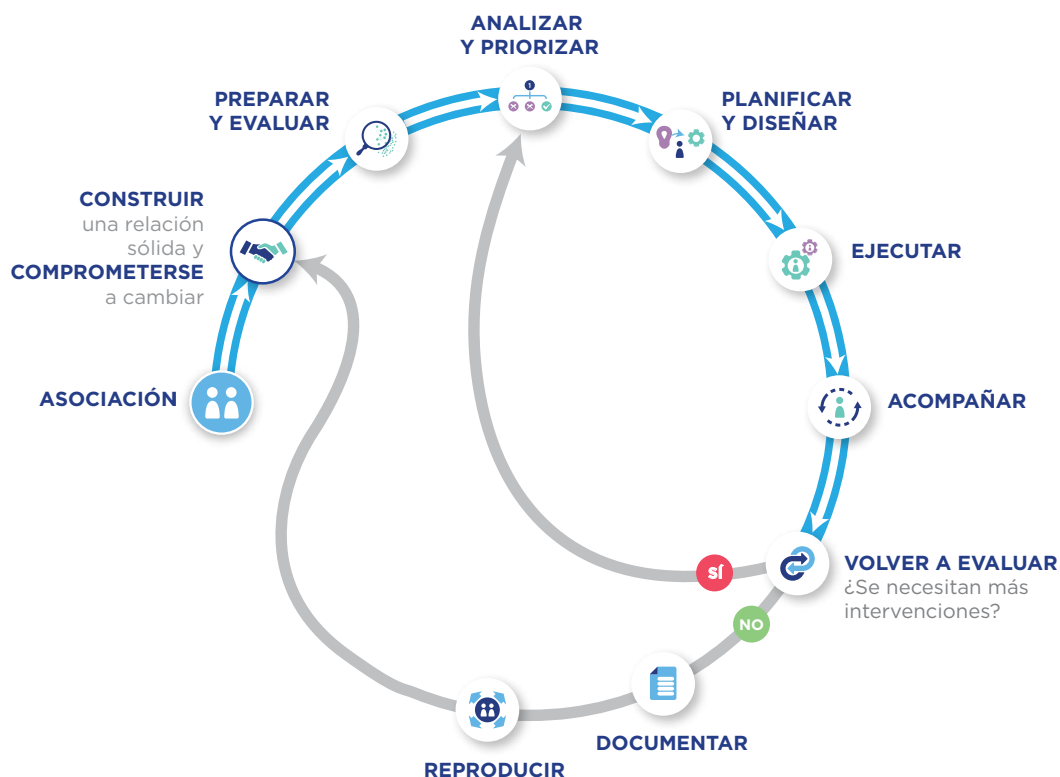 ANALIZAR
Y PRIORIZAR
1
PREPARAR
Y EVALUAR
PLANIFICAR
Y DISEÑAR
CONSTRUIR
una relación
sólida y
COMPROMETERSE
a cambiar
EJECUTAR
ASOCIACIÓN
ACOMPAÑAR
VOLVER A EVALUAR
¿Se necesitan más
intervenciones?
SÍ
NO
DOCUMENTAR
REPRODUCIR